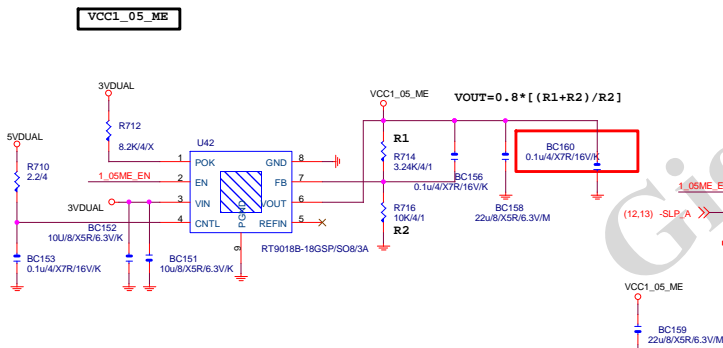 VCC1_05_ME
3VDUAL
VCC1_05_ME
VOUT=0.8*[(R1+R2)/R2]
R712
8.2K/4/X
5VDUAL
U42
R1
BC160
0.1u/4/X7R/16V/K
R710
2.2/4
1
POK
GND
8
R714
3.24K/4/1
BC156
0.1u/4/X7R/16V/K
1_05ME_EN
2
EN
FB
7
1_05ME_E
3VDUAL
3
VIN
VOUT
6
R716
10K/4/1
BC158
22u/8/X5R/6.3V/M
(12,13) -SLP_A
BC152
10U/8/X5R/6.3V/K
4
CNTL
PGND
REFIN
5
R2
9
RT9018B-18GSP/SO8/3A
BC153
0.1u/4/X7R/16V/K
BC151
10u/8/X5R/6.3V/K
Gig
VCC1_05_ME
BC159
22u/8/X5R/6.3V/M